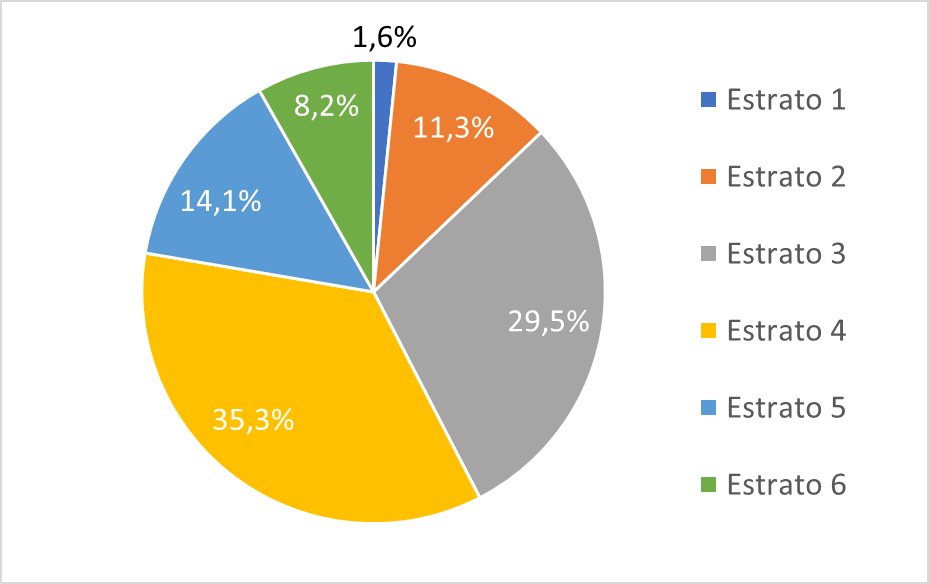 1,6%
8,2%
11,3%
14,1%
29,5%
35,3%
Estrato 1
Estrato 2
Estrato 3
Estrato 4
Estrato 5
Estrato 6